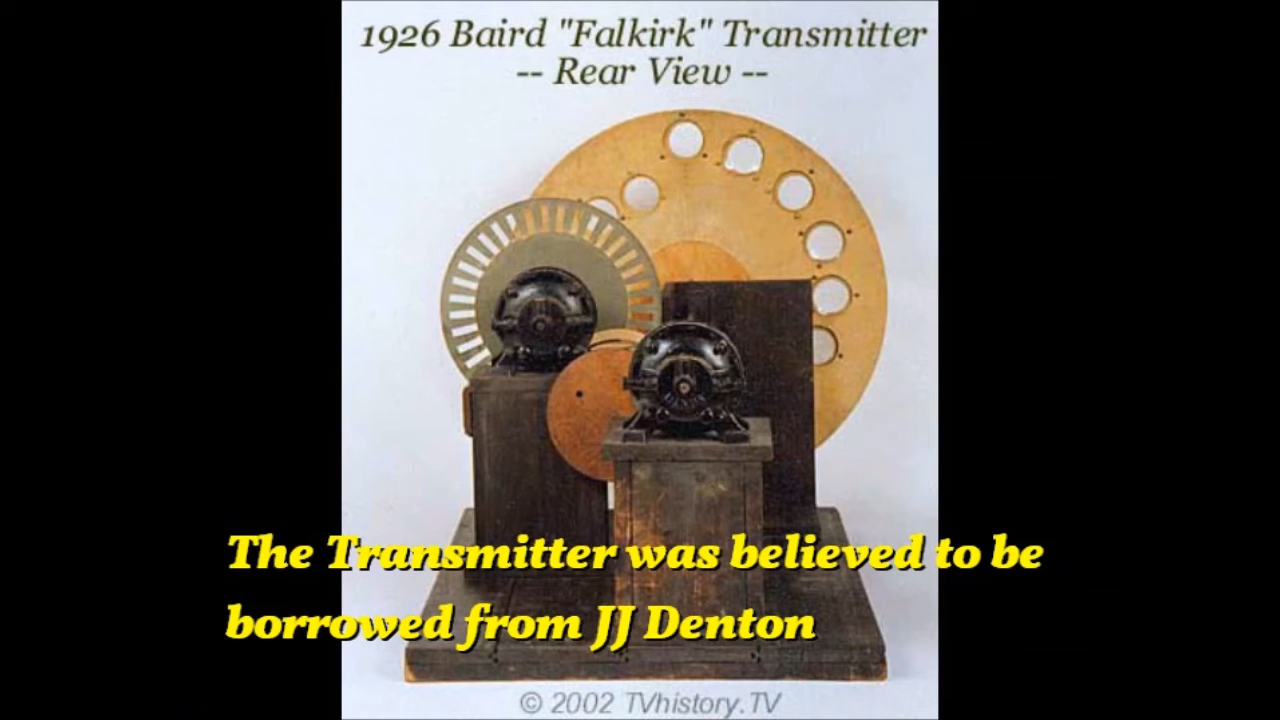 1926 Baird "Falkirk" Transmitter
-- Rear View --
The Transmitter was believed to be
borrowed from JJ Denton
© 2002 TVhistory.TV